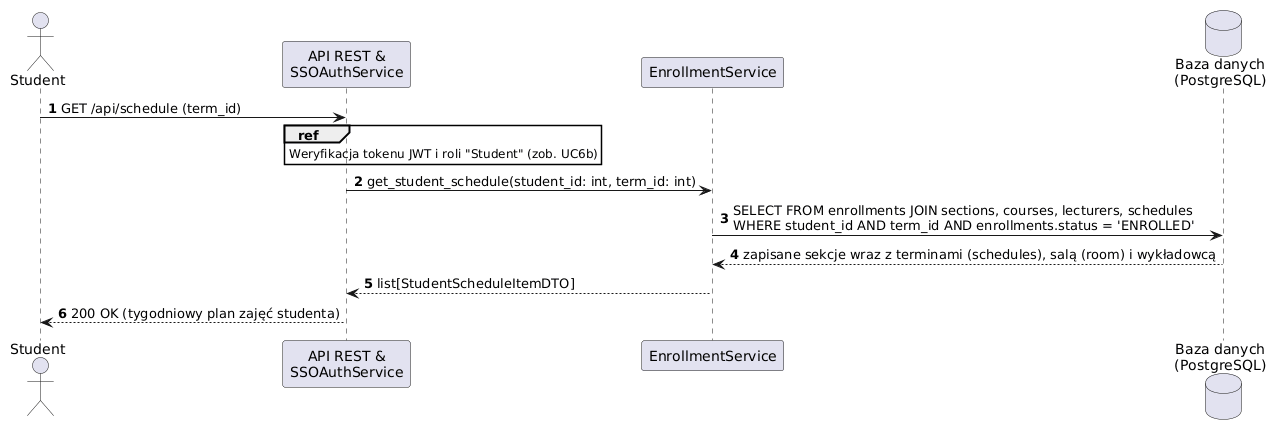 Student
API REST &
SSOAuthService
EnrollmentService
Baza danych
(PostgreSQL)
1 GET /api/schedule (term_id)
ref
Weryfikacja tokenu JWT i roli "Student" (zob. UC6b)
2 get_student_schedule(student_id: int, term_id: int)
3 SELECT FROM enrollments JOIN sections, courses, lecturers, schedules
WHERE student_id AND term_id AND enrollments.status = 'ENROLLED'
4 zapisane sekcje wraz z terminami (schedules), salą (room) i wykładowcą
5 list[StudentScheduleItemDTO]
6 200 OK (tygodniowy plan zajęć studenta)
Student
API REST &
SSOAuthService
EnrollmentService
Baza danych
(PostgreSQL)